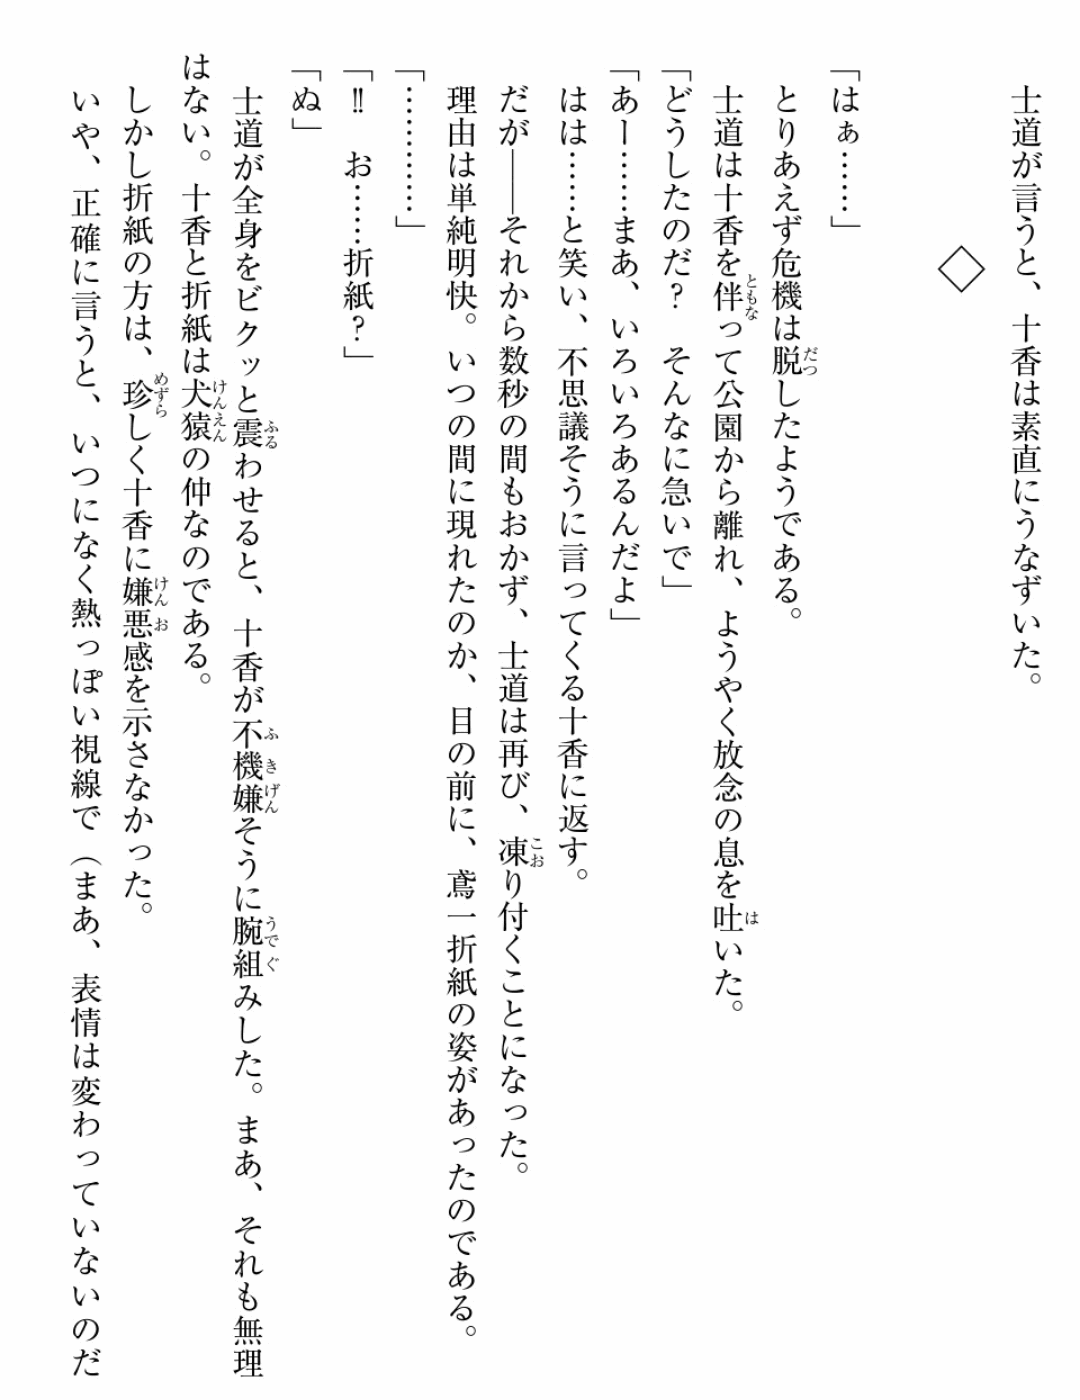 士道が言うと、十香は素直にうなずいた。
◇
「はぁ……」
とりあえず危機は脱したようである。
士道は十香を伴って公園から離れ、ようやく放念の息を吐いた。
「どうしたのだ？　そんなに急いで」
「あー……まあ、いろいろあるんだよ」
はは……と笑い、不思議そうに言ってくる十香に返す。
だが――それから数秒の間もおかず、士道は再び、凍り付くことになった。
理由は単純明快。いつの間に現れたのか、目の前に、鳶一折紙の姿があったのである。
「…………」
「‼　お……折紙？」
「ぬ」
士道が全身をビクッと震わせると、十香が不機嫌そうに腕組みした。まあ、それも無理
はない。十香と折紙は犬猿の仲なのである。
しかし折紙の方は、珍しく十香に嫌悪感を示さなかった。
いや、正確に言うと、いつになく熱っぽい視線で（まあ、表情は変わっていないのだ